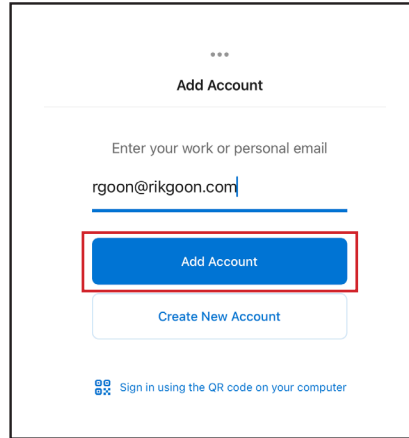 Add Account
Enter your work or personal email
rgoon@rikgoon.com
Add Account
Create New Account
Sign in using the QR code on your computer